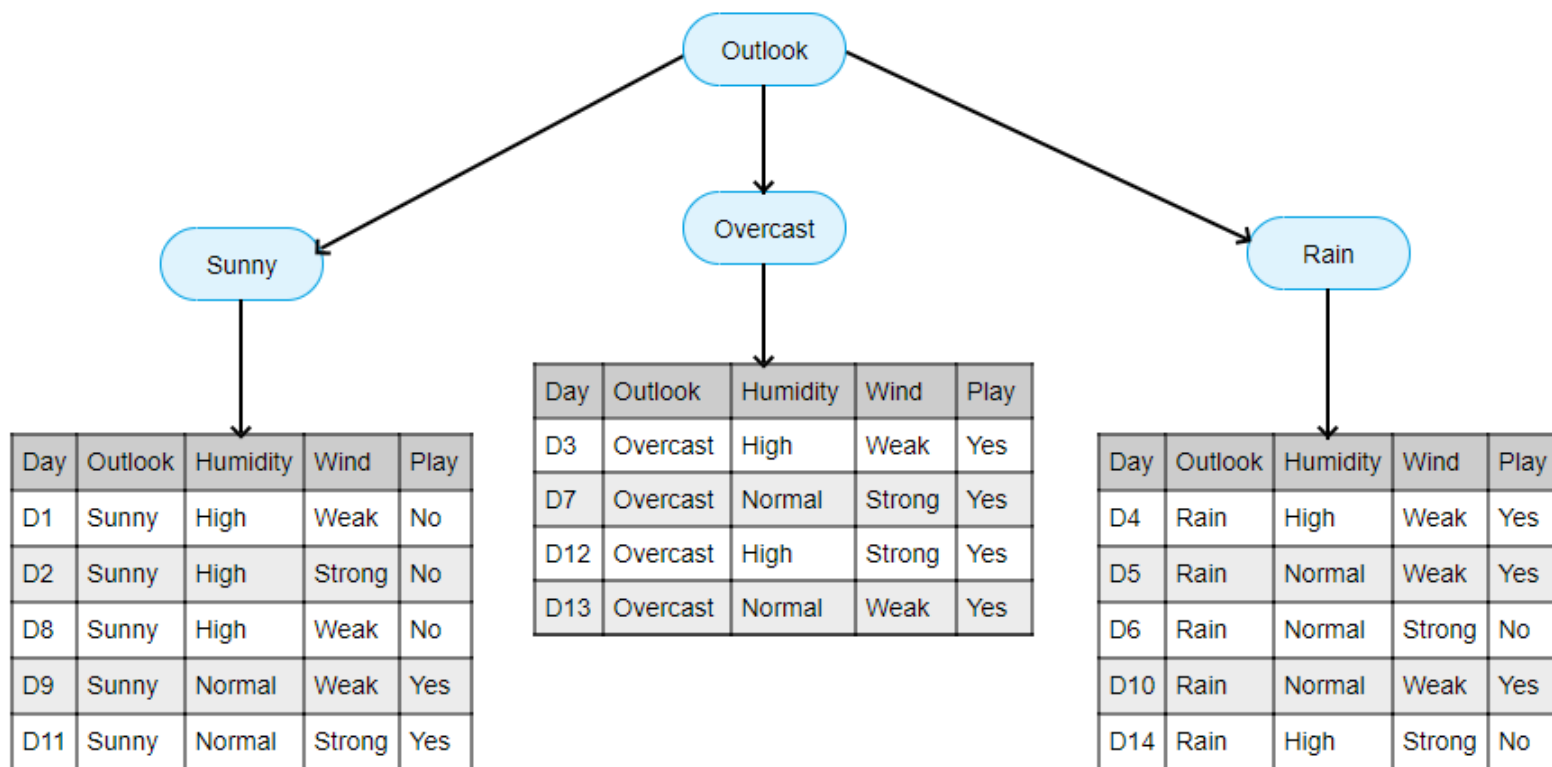 Outlook
Sunny
Overcast
Rain
Day Outlook Humidity Wind Play
D1 Sunny High Weak No
D2 Sunny High Strong No
D8 Sunny High Weak No
D9 Sunny Normal Weak Yes
D11 Sunny Normal Strong Yes
Day Outlook Humidity Wind Play
D3 Overcast High Weak Yes
D7 Overcast Normal Strong Yes
D12 Overcast High Strong Yes
D13 Overcast Normal Weak Yes
Day Outlook Humidity Wind Play
D4 Rain High Weak Yes
D5 Rain Normal Weak Yes
D6 Rain Normal Strong No
D10 Rain Normal Weak Yes
D14 Rain High Strong No